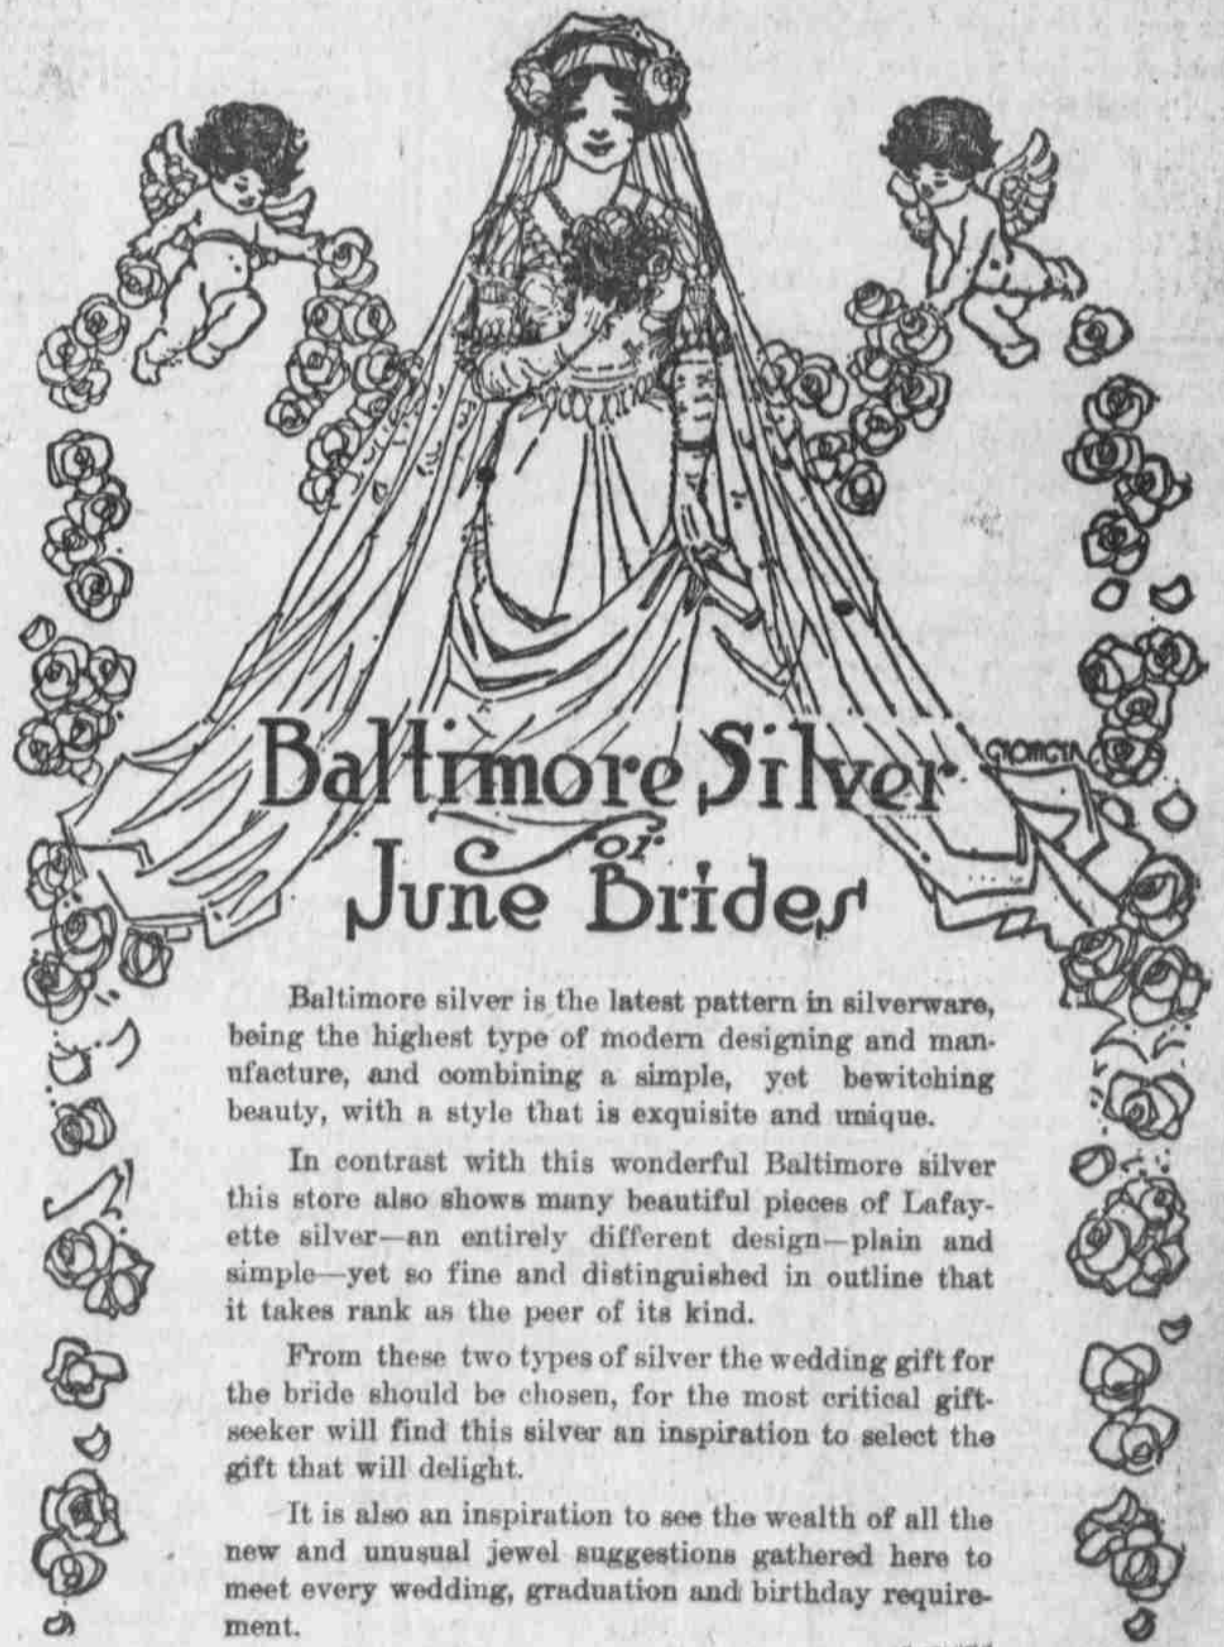 Baltimore Silver
for
June Brides
Baltimore silver is the latest pattern in silverware,
being the highest type of modern designing and man-
ufacture, and combining a simple, yet bewitching
beauty, with a style that is exquisite and unique.
In contrast with this wonderful Baltimore silver
this store also shows many beautiful pieces of Lafay-
ette silver—an entirely different design—plain and
simple—yet so fine and distinguished in outline that
it takes rank as the peer of its kind.
From these two types of silver the wedding gift for
the bride should be chosen, for the most critical gift-
seeker will find this silver an inspiration to select the
gift that will delight.
It is also an inspiration to see the wealth of all the
new and unusual jewel suggestions gathered here to
meet every wedding, graduation and birthday require-
ment.